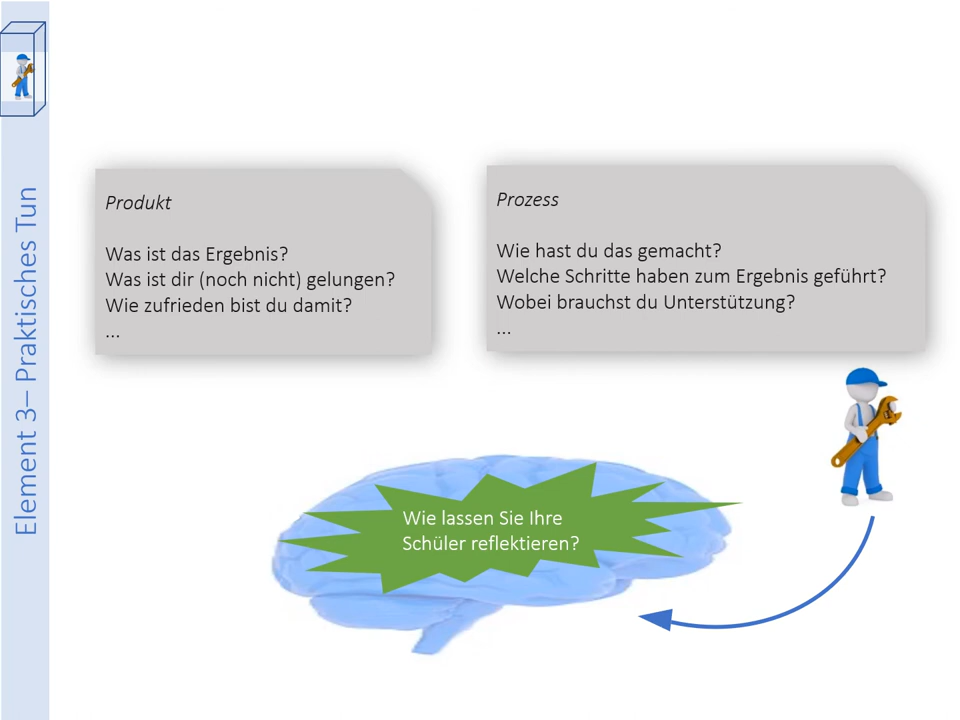 Element 3– Praktisches Tun
Produkt
Was ist das Ergebnis?
Was ist dir (noch nicht) gelungen?
Wie zufrieden bist du damit?
...
Prozess
Wie hast du das gemacht?
Welche Schritte haben zum Ergebnis geführt?
Wobei brauchst du Unterstützung?
...
Wie lassen Sie Ihre
Schüler reflektieren?